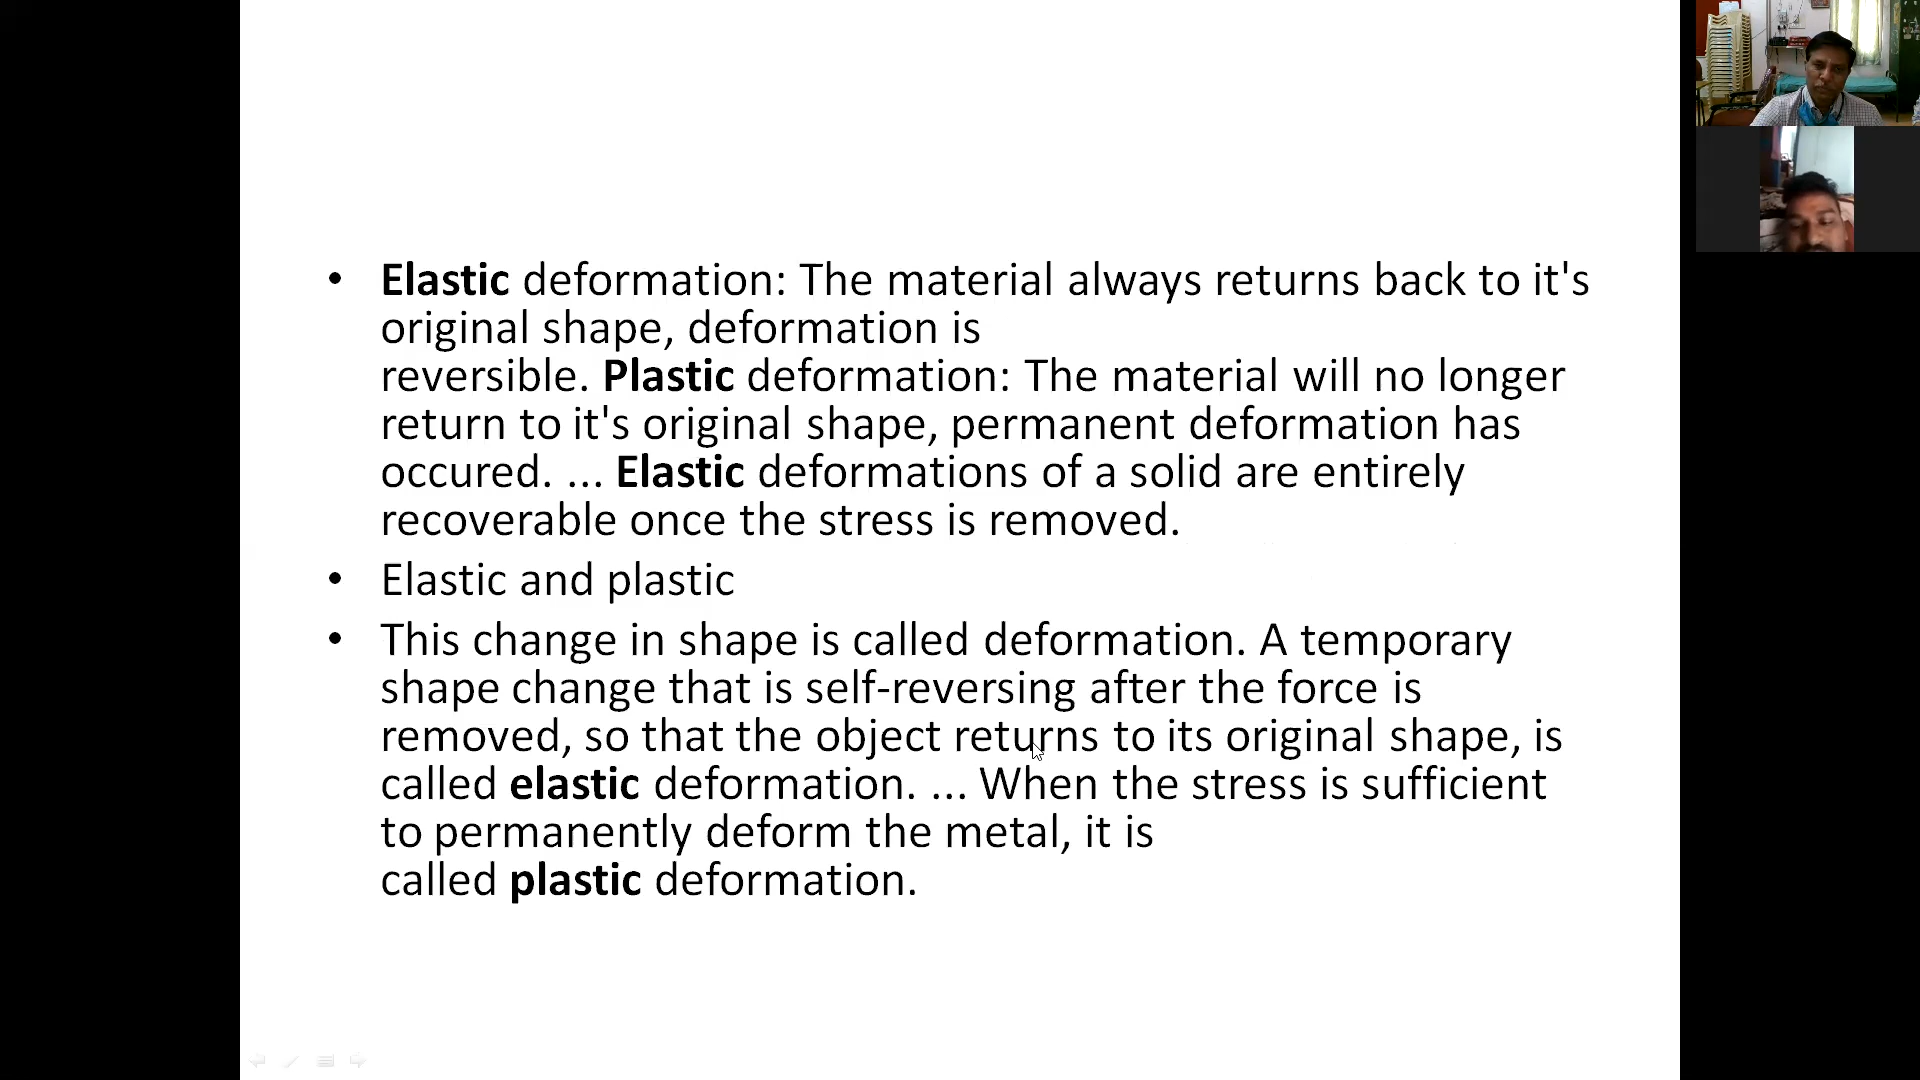 • Elastic deformation: The material always returns back to it's
original shape, deformation is
reversible. Plastic deformation: The material will no longer
return to it's original shape, permanent deformation has
occured. ... Elastic deformations of a solid are entirely
recoverable once the stress is removed.
• Elastic and plastic
• This change in shape is called deformation. A temporary
shape change that is self-reversing after the force is
removed, so that the object returns to its original shape, is
called elastic deformation. ... When the stress is sufficient
to permanently deform the metal, it is
called plastic deformation.